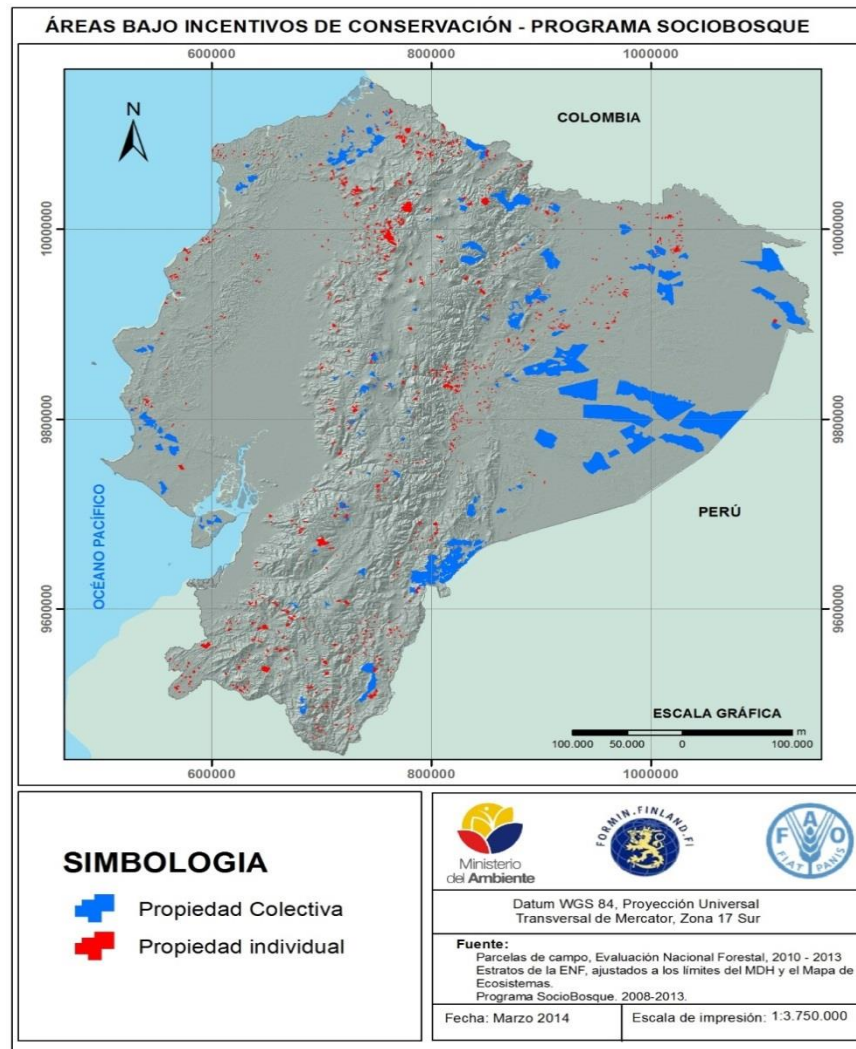 ÁREAS BAJO INCENTIVOS DE CONSERVACIÓN - PROGRAMA SOCIOBOSQUE
600000 800000 1000000
N
COLOMBIA
10000000 10000000
9800000 9800000
PERÚ
OCÉANO PACÍFICO
9600000 9600000
ESCALA GRÁFICA
m
100.000 50.000 0 100.000
600000 800000 1000000
SIMBOLOGIA
Propiedad Colectiva
Propiedad individual
Ministerio
del Ambiente
FORMIN.FINLAND.FI
F A O
FIAT PANIS
Datum WGS 84, Proyección Universal
Transversal de Mercator, Zona 17 Sur
Fuente:
Parcelas de campo, Evaluación Nacional Forestal, 2010 - 2013
Estratos de la ENF, ajustados a los límites del MDH y el Mapa de
Ecosistemas.
Programa SocioBosque. 2008-2013.
Fecha: Marzo 2014
Escala de impresión: 1:3.750.000